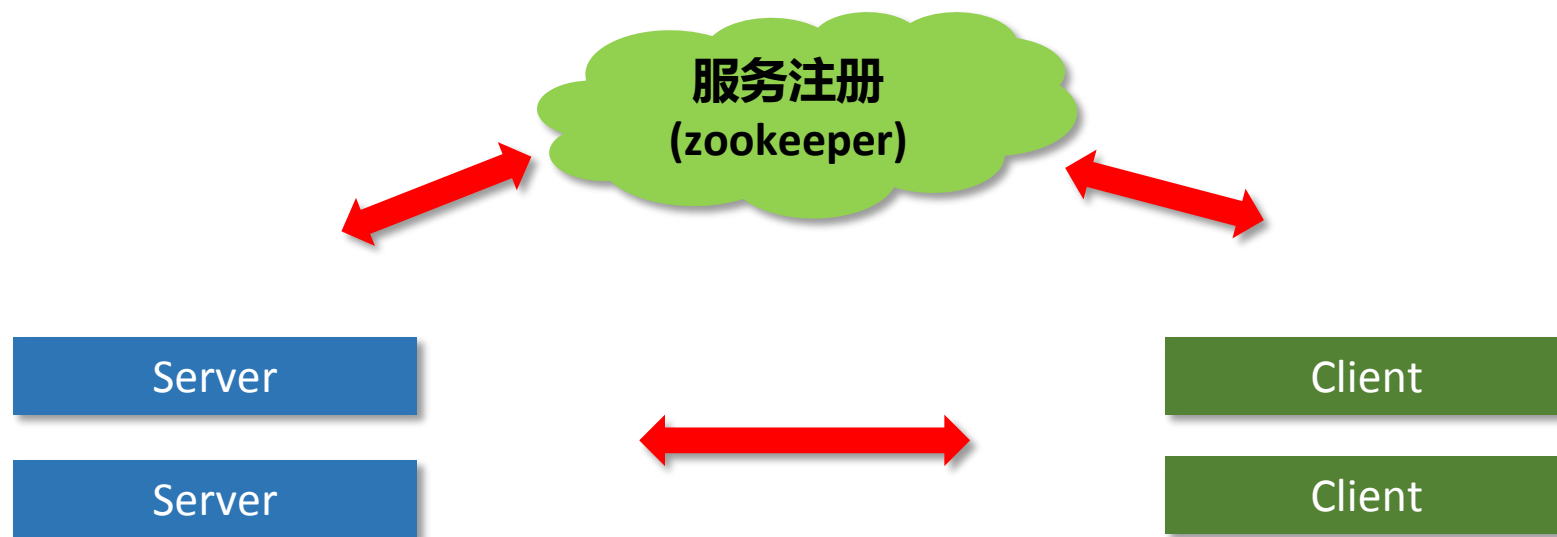 服务注册
(zookeeper)
Server
Client
Server
Client